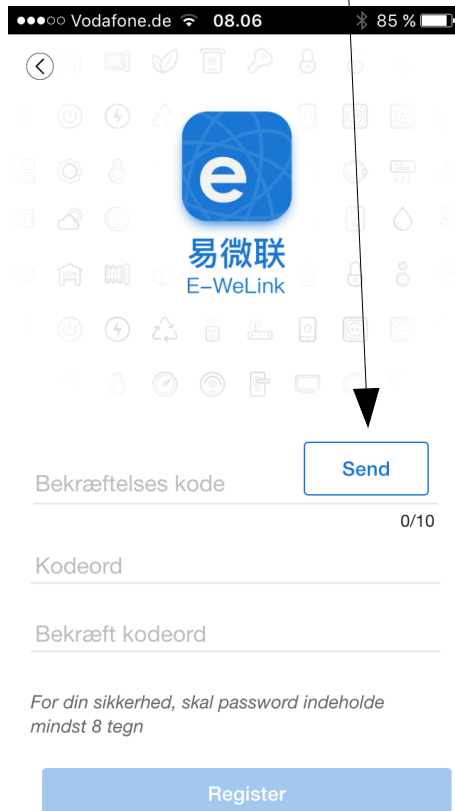 Vodafone.de 08.06 85 %
e
易微联
E-WeLink
Bekræftelses kode
Send
0/10
Kodeord
Bekræft kodeord
For din sikkerhed, skal password indeholde
mindst 8 tegn
Register